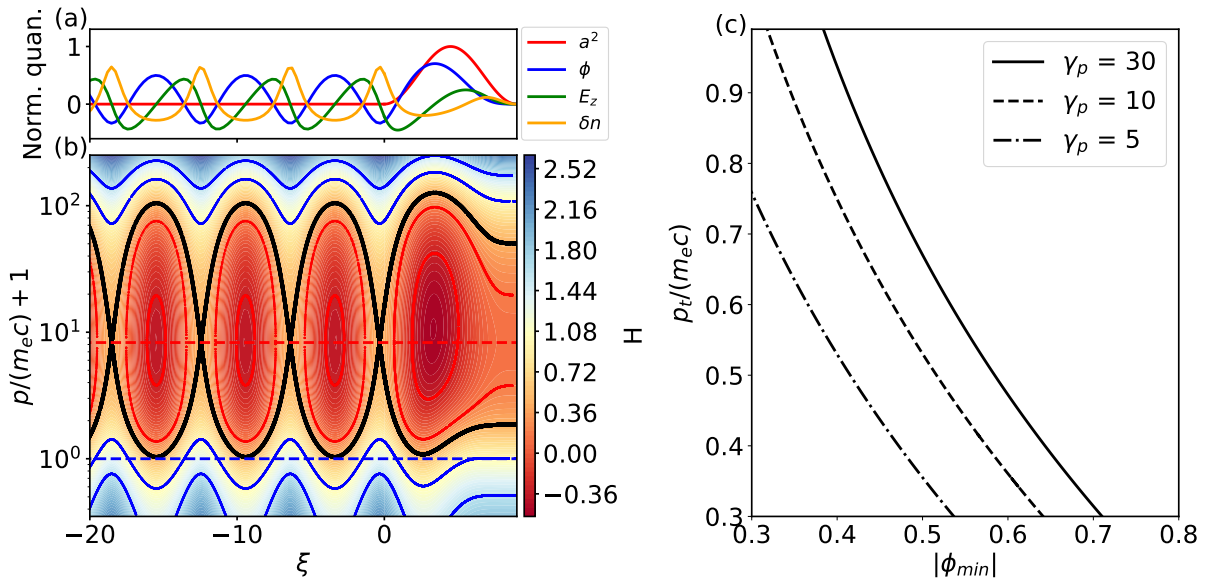 (a)
Norm. quan.
1
0
a²
ϕ
E_z
δn
(b)
p/(m_e c) + 1
10²
10¹
10⁰
−20
−10
0
ξ
2.52
2.16
1.80
1.44
1.08
0.72
0.36
0.00
−0.36
H
(c)
p_t/(m_e c)
0.9
0.8
0.7
0.6
0.5
0.4
0.3
γ_p = 30
γ_p = 10
γ_p = 5
0.3
0.4
0.5
0.6
0.7
0.8
|ϕ_min|